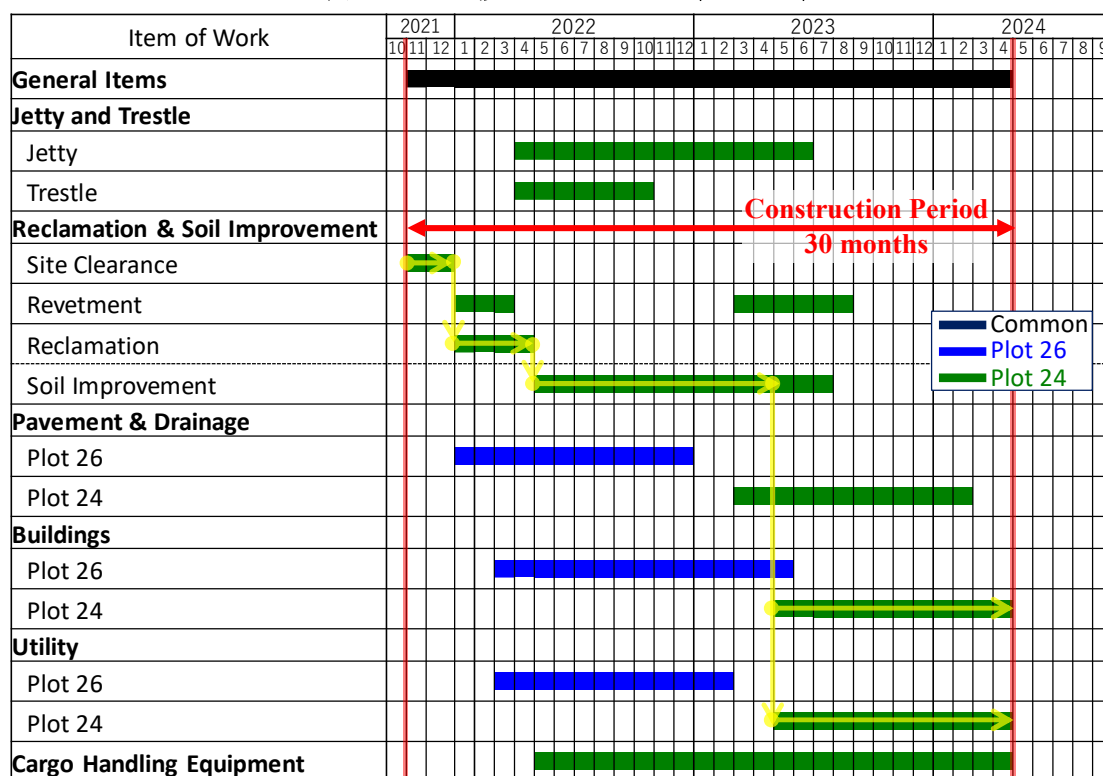 Item of Work 2021 2022 2023 2024
10 11 12 1 2 3 4 5 6 7 8 9 10 11 12 1 2 3 4 5 6 7 8 9 10 11 12 1 2 3 4 5 6 7 8
General Items
Jetty and Trestle
Jetty
Trestle
Construction Period
30 months
Reclamation & Soil Improvement
Site Clearance
Revetment
Common
Plot 26
Plot 24
Reclamation
Soil Improvement
Pavement & Drainage
Plot 26
Plot 24
Buildings
Plot 26
Plot 24
Utility
Plot 26
Plot 24
Cargo Handling Equipment